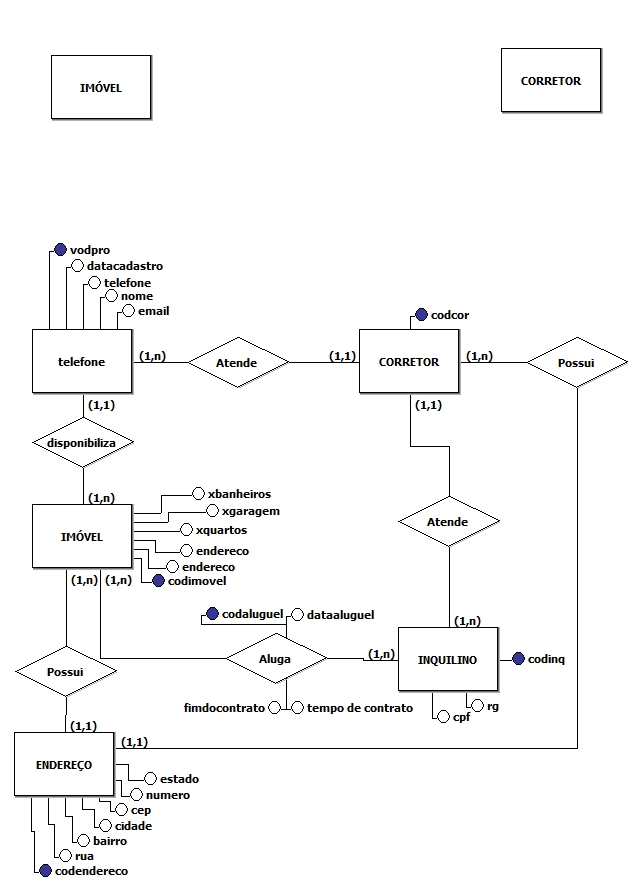 IMÓVEL
CORRETOR
vodpro
datacadastro
telefone
nome
email
codcor
telefone
(1,n)
Atende
(1,1)
CORRETOR
(1,n)
Possui
(1,1)
(1,1)
disponibiliza
(1,n)
xbanheiros
xgaragem
xquartos
IMÓVEL
endereco
endereco
codimovel
Atende
(1,n)
(1,n)
codaluguel
dataaluguel
(1,n)
Aluga
(1,n)
INQUILINO
codinq
Possui
fimdocontrato
tempo de contrato
rg
cpf
(1,1)
(1,1)
ENDEREÇO
estado
numero
cep
cidade
bairro
rua
codendereco